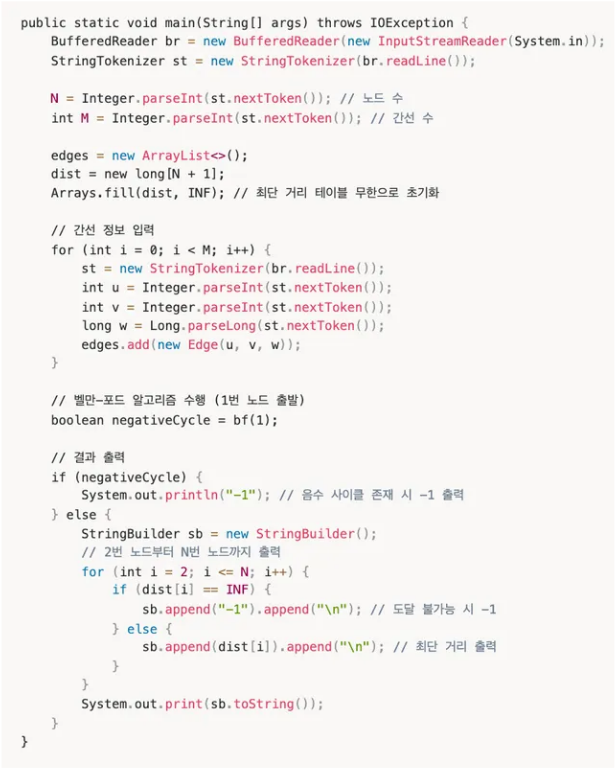 public static void main(String[] args) throws IOException {
    BufferedReader br = new BufferedReader(new InputStreamReader(System.in));
    StringTokenizer st = new StringTokenizer(br.readLine());

    N = Integer.parseInt(st.nextToken()); // 노드 수
    int M = Integer.parseInt(st.nextToken()); // 간선 수

    edges = new ArrayList<>();
    dist = new long[N + 1];
    Arrays.fill(dist, INF); // 최단 거리 테이블 무한으로 초기화

    // 간선 정보 입력
    for (int i = 0; i < M; i++) {
        st = new StringTokenizer(br.readLine());
        int u = Integer.parseInt(st.nextToken());
        int v = Integer.parseInt(st.nextToken());
        long w = Long.parseLong(st.nextToken());
        edges.add(new Edge(u, v, w));
    }

    // 벨만-포드 알고리즘 수행 (1번 노드 출발)
    boolean negativeCycle = bf(1);

    // 결과 출력
    if (negativeCycle) {
        System.out.println("-1"); // 음수 사이클 존재 시 -1 출력
    } else {
        StringBuilder sb = new StringBuilder();
        // 2번 노드부터 N번 노드까지 출력
        for (int i = 2; i <= N; i++) {
            if (dist[i] == INF) {
                sb.append("-1").append("\n"); // 도달 불가능 시 -1
            } else {
                sb.append(dist[i]).append("\n"); // 최단 거리 출력
            }
        }
        System.out.print(sb.toString());
    }
}